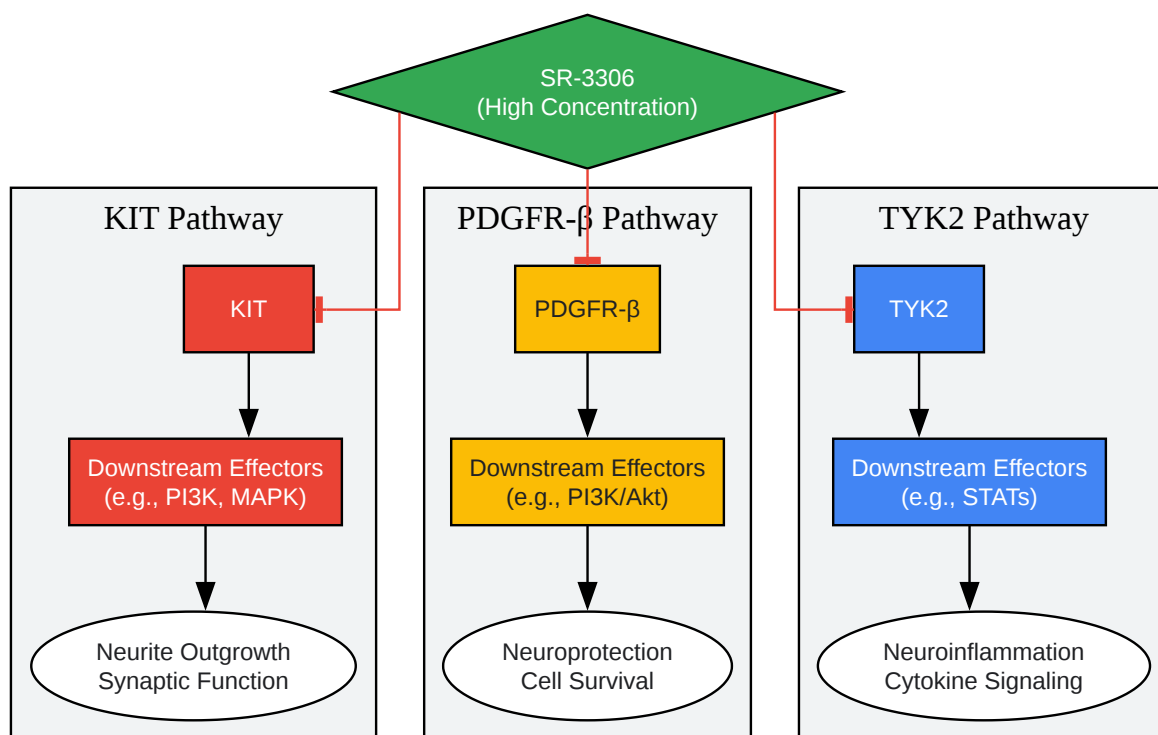 SR-3306
(High Concentration)
KIT Pathway
KIT
Downstream Effectors
(e.g., PI3K, MAPK)
Neurite Outgrowth
Synaptic Function
PDGFR-β Pathway
PDGFR-β
Downstream Effectors
(e.g., PI3K/Akt)
Neuroprotection
Cell Survival
TYK2 Pathway
TYK2
Downstream Effectors
(e.g., STATs)
Neuroinflammation
Cytokine Signaling